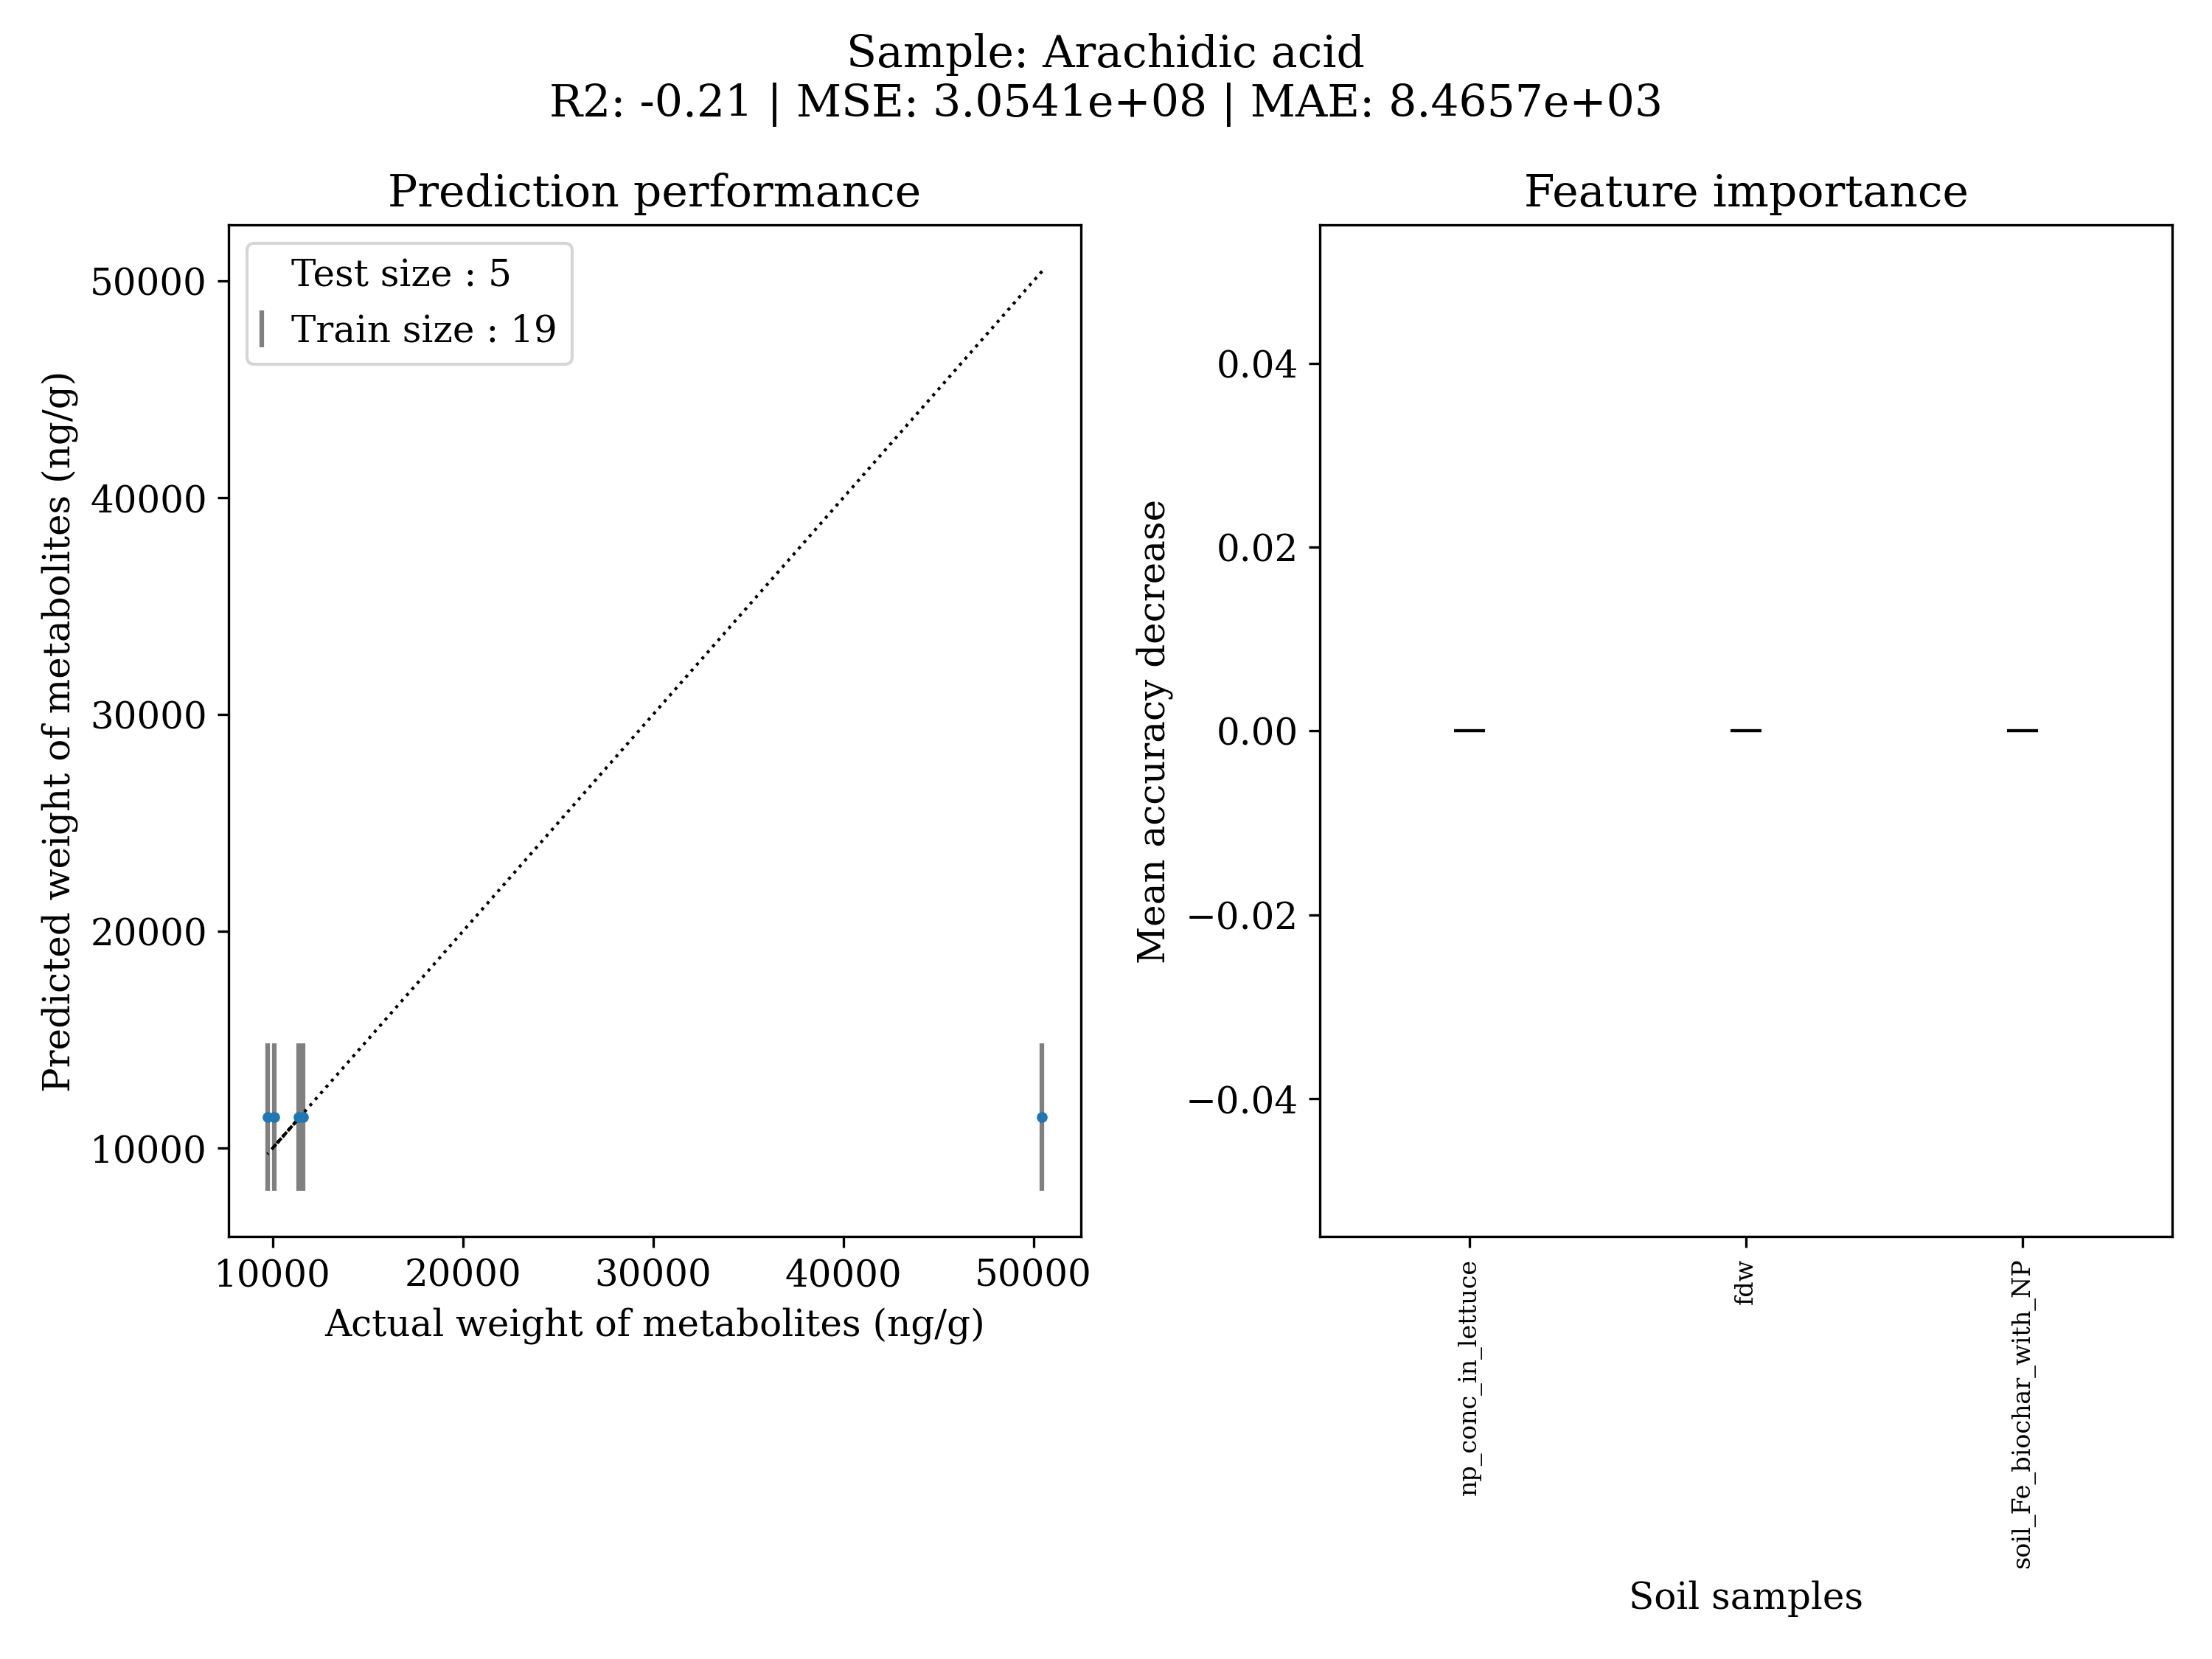 Sample: Arachidic acid
R2: -0.21 | MSE: 3.0541e+08 | MAE: 8.4657e+03
Prediction performance
Test size : 5
Train size : 19
50000
40000
30000
20000
10000
Predicted weight of metabolites (ng/g)
10000 20000 30000 40000 50000
Actual weight of metabolites (ng/g)
Feature importance
0.04
0.02
0.00
−0.02
−0.04
Mean accuracy decrease
np_conc_in_lettuce
fdw
soil_Fe_biochar_with_NP
Soil samples